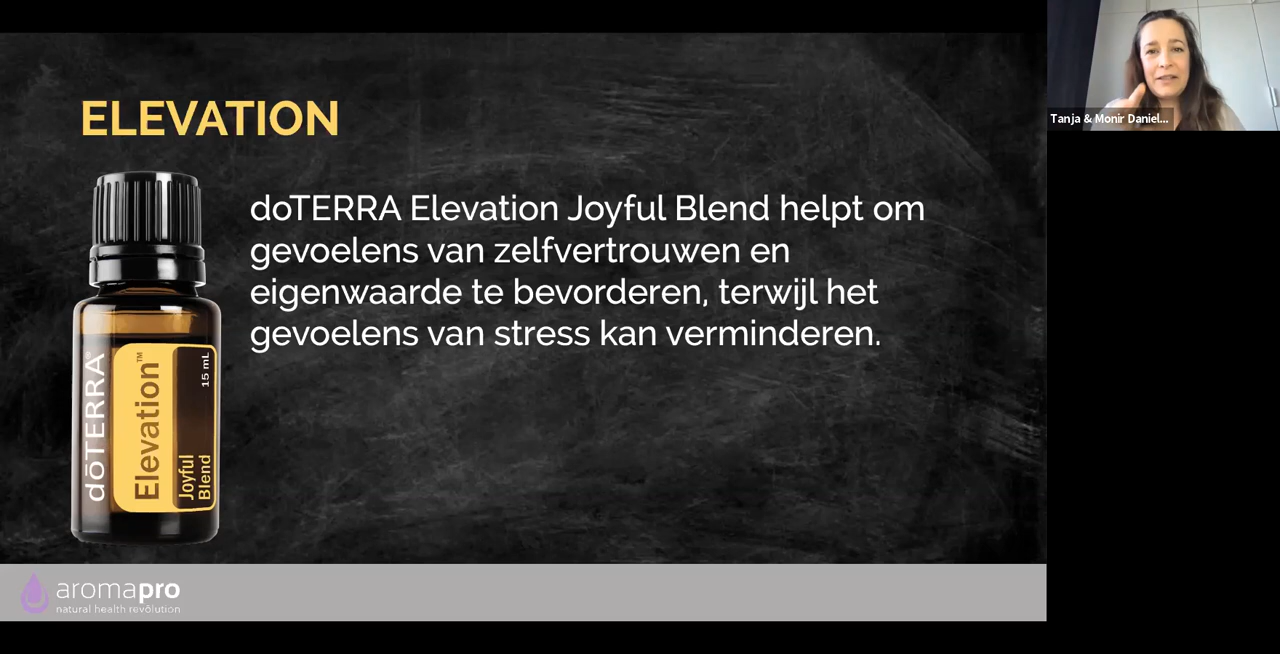 ELEVATION
doTERRA Elevation Joyful Blend helpt om
gevoelens van zelfvertrouwen en
eigenwaarde te bevorderen, terwijl het
gevoelens van stress kan verminderen.
dōTERRA®
Elevation™
Joyful
Blend
15 mL
aromapro
natural health revōlution
Tanja & Monir Daniel...